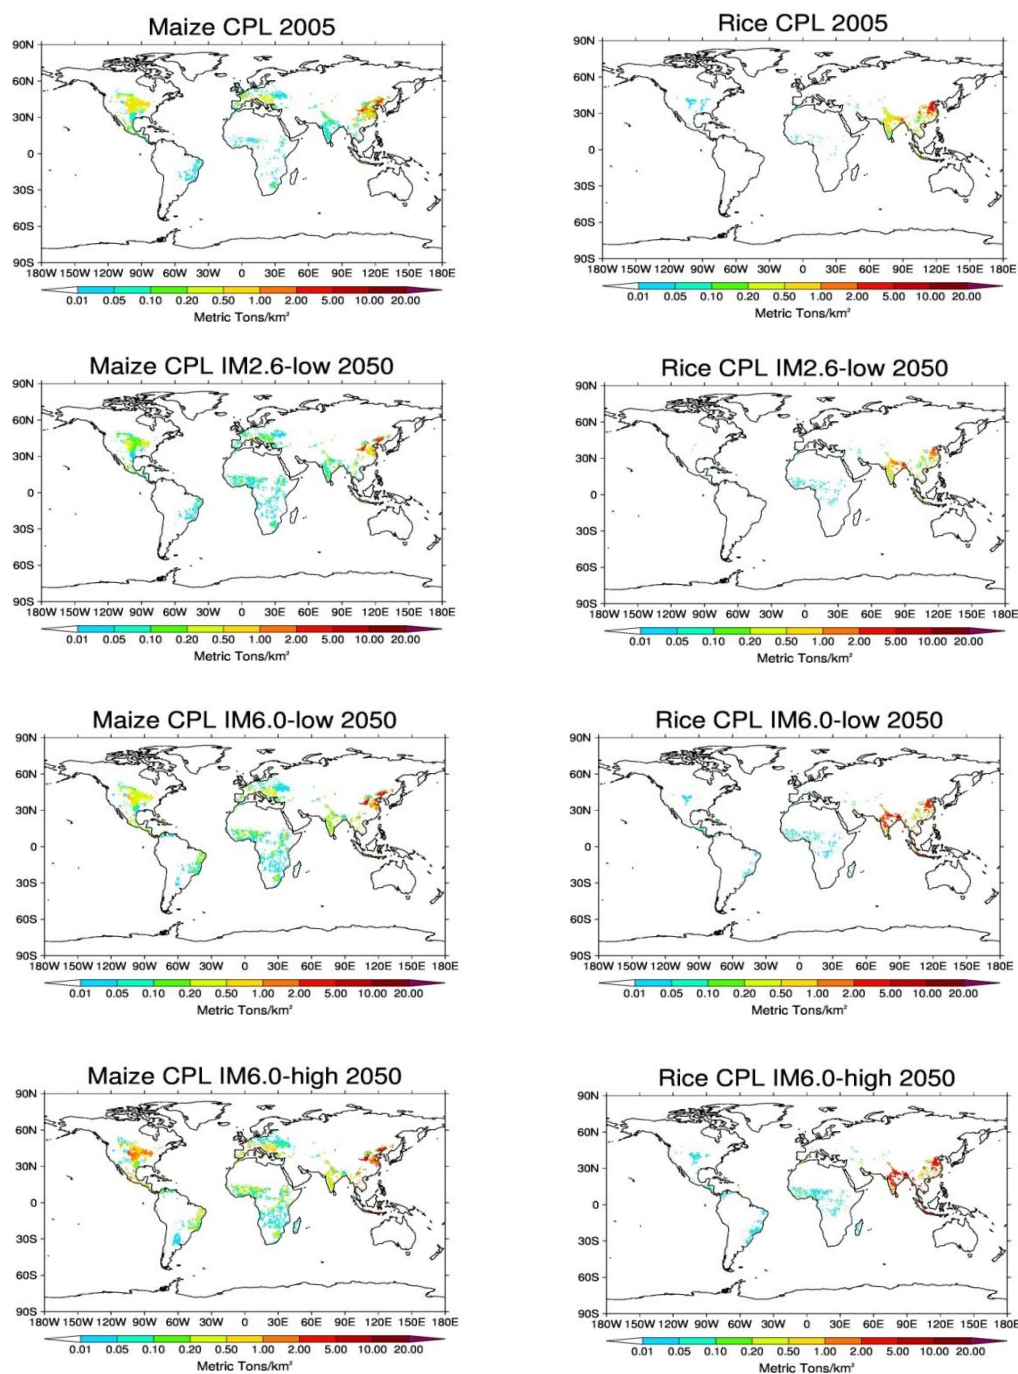 Maize CPL 2005
90N
60N
30N
0
30S
60S
90S
180W 150W 120W 90W 60W 30W 0 30E 60E 90E 120E 150E 180E
0.01 0.05 0.10 0.20 0.50 1.00 2.00 5.00 10.00 20.00
Metric Tons/km²
Rice CPL 2005
90N
60N
30N
0
30S
60S
90S
180W 150W 120W 90W 60W 30W 0 30E 60E 90E 120E 150E 180E
0.01 0.05 0.10 0.20 0.50 1.00 2.00 5.00 10.00 20.00
Metric Tons/km²
Maize CPL IM2.6-low 2050
90N
60N
30N
0
30S
60S
90S
180W 150W 120W 90W 60W 30W 0 30E 60E 90E 120E 150E 180E
0.01 0.05 0.10 0.20 0.50 1.00 2.00 5.00 10.00 20.00
Metric Tons/km²
Rice CPL IM2.6-low 2050
90N
60N
30N
0
30S
60S
90S
180W 150W 120W 90W 60W 30W 0 30E 60E 90E 120E 150E 180E
0.01 0.05 0.10 0.20 0.50 1.00 2.00 5.00 10.00 20.00
Metric Tons/km²
Maize CPL IM6.0-low 2050
90N
60N
30N
0
30S
60S
90S
180W 150W 120W 90W 60W 30W 0 30E 60E 90E 120E 150E 180E
0.01 0.05 0.10 0.20 0.50 1.00 2.00 5.00 10.00 20.00
Metric Tons/km²
Rice CPL IM6.0-low 2050
90N
60N
30N
0
30S
60S
90S
180W 150W 120W 90W 60W 30W 0 30E 60E 90E 120E 150E 180E
0.01 0.05 0.10 0.20 0.50 1.00 2.00 5.00 10.00 20.00
Metric Tons/km²
Maize CPL IM6.0-high 2050
90N
60N
30N
0
30S
60S
90S
180W 150W 120W 90W 60W 30W 0 30E 60E 90E 120E 150E 180E
0.01 0.05 0.10 0.20 0.50 1.00 2.00 5.00 10.00 20.00
Metric Tons/km²
Rice CPL IM6.0-high 2050
90N
60N
30N
0
30S
60S
90S
180W 150W 120W 90W 60W 30W 0 30E 60E 90E 120E 150E 180E
0.01 0.05 0.10 0.20 0.50 1.00 2.00 5.00 10.00 20.00
Metric Tons/km²